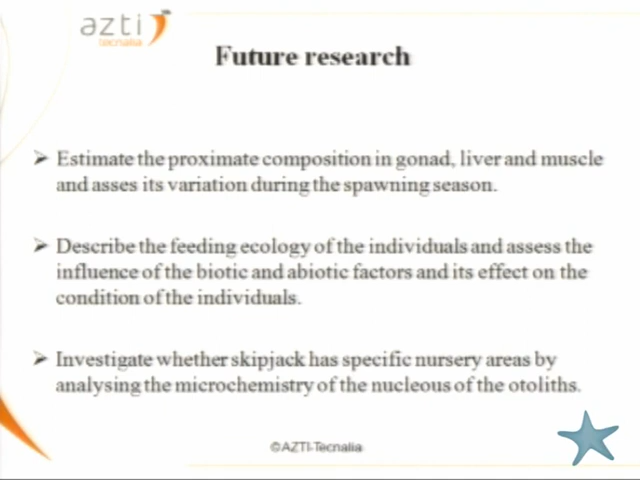 azti
tecnalia
Future research
➢ Estimate the proximate composition in gonad, liver and muscle
and asses its variation during the spawning season.
➢ Describe the feeding ecology of the individuals and assess the
influence of the biotic and abiotic factors and its effect on the
condition of the individuals.
➢ Investigate whether skipjack has specific nursery areas by
analysing the microchemistry of the nucleous of the otoliths.
©AZTI-Tecnalia